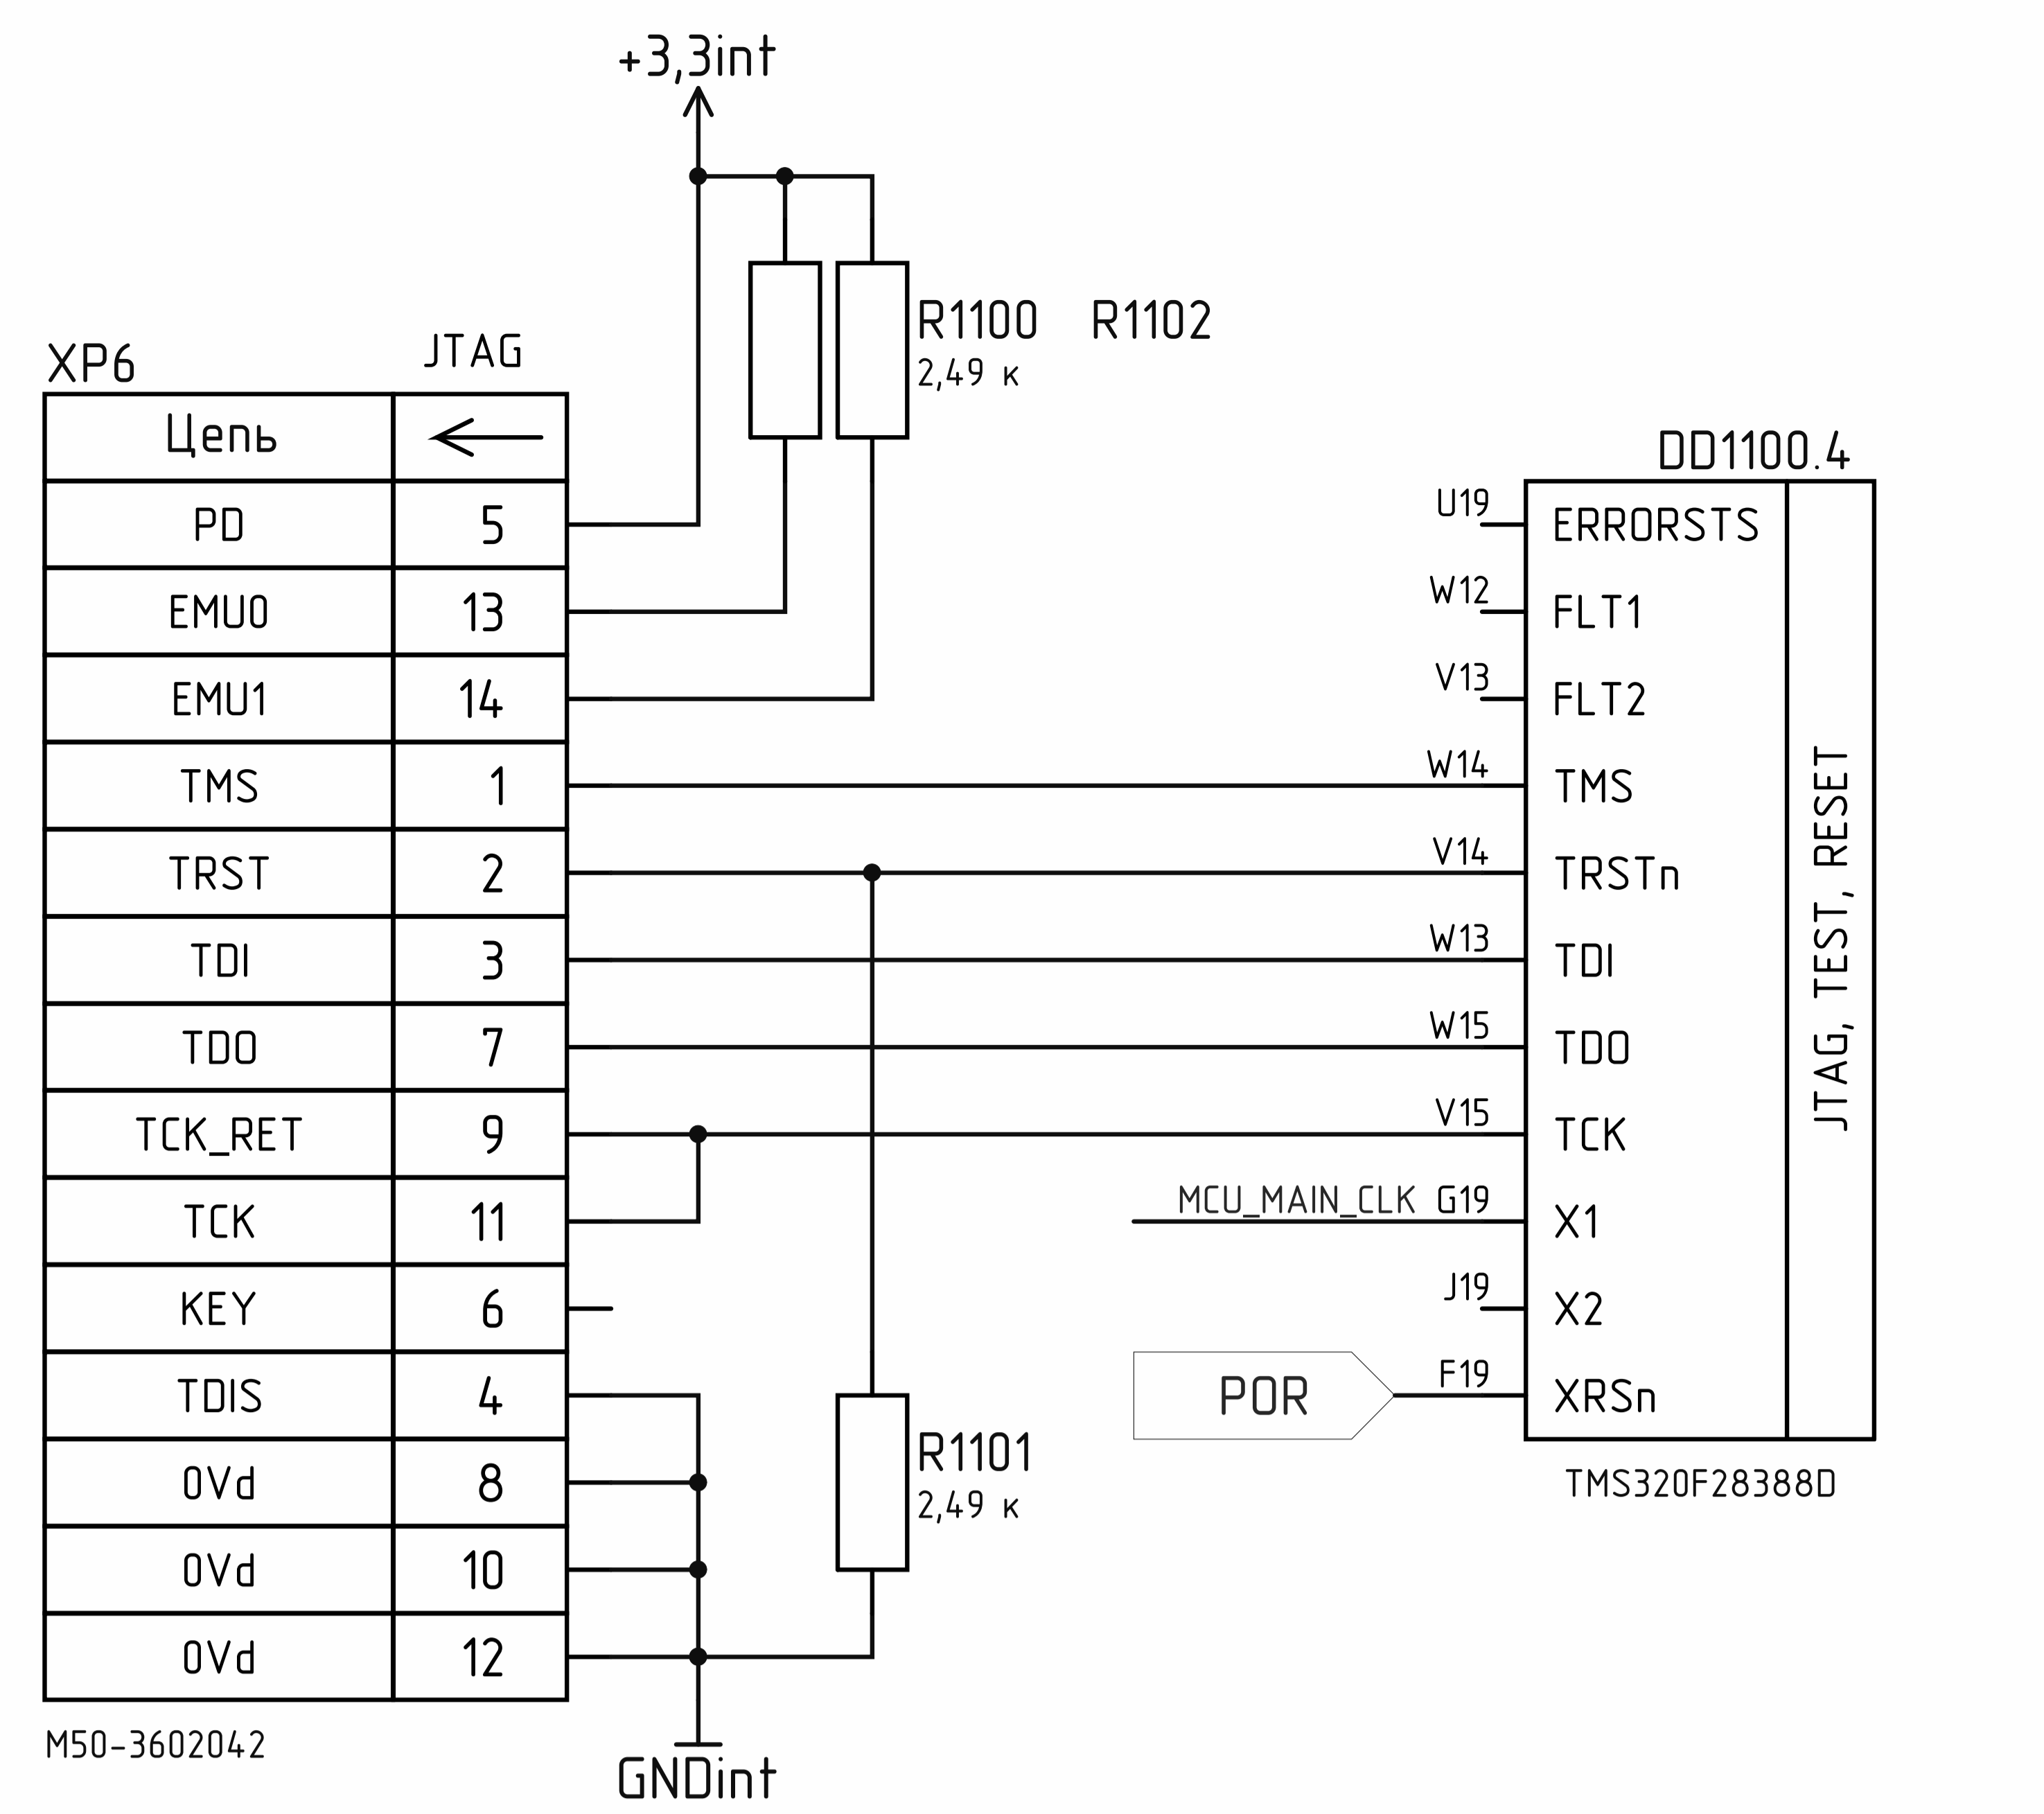 +3,3int
R1100 R1102
2,49 к
XP6 JTAG
Цепь
PD 5
EMU0 13
EMU1 14
TMS 1
TRST 2
TDI 3
TDO 7
TCK_RET 9
TCK 11
KEY 6
TDIS 4
0Vd 8
0Vd 10
0Vd 12
M50-3602042
GNDint
R1101
2,49 к
DD1100.4
U19 ERRORSTS
W12 FLT1
V13 FLT2
W14 TMS
V14 TRSTn
W13 TDI
W15 TDO
V15 TCK
MCU_MAIN_CLK G19 X1
J19 X2
POR F19 XRSn
JTAG, TEST, RESET
TMS320F28388D